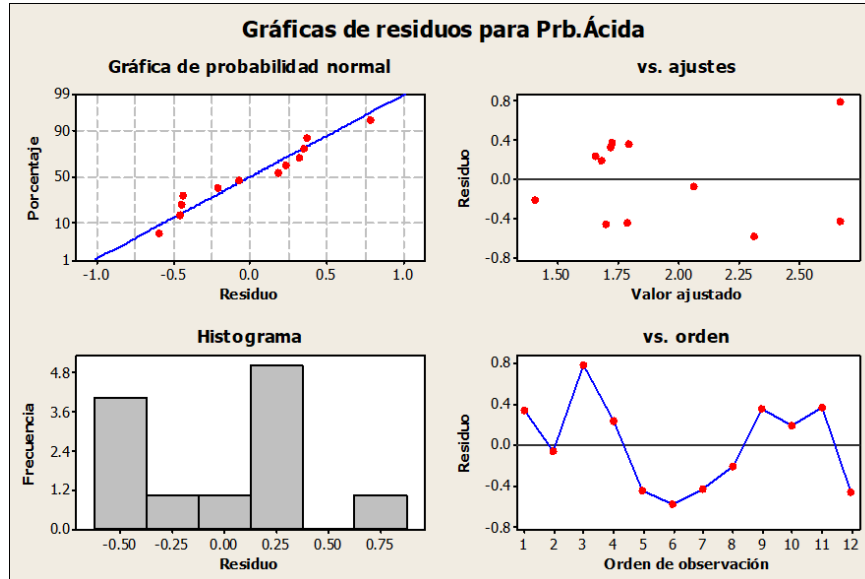 Gráficas de residuos para Prb.Ácida
Gráfica de probabilidad normal
99
90
50
10
1
Porcentaje
-1.0 -0.5 0.0 0.5 1.0
Residuo
vs. ajustes
0.8
0.4
0.0
-0.4
-0.8
Residuo
1.50 1.75 2.00 2.25 2.50
Valor ajustado
Histograma
4.8
3.6
2.4
1.2
0.0
Frecuencia
-0.50 -0.25 0.00 0.25 0.50 0.75
Residuo
vs. orden
0.8
0.4
0.0
-0.4
-0.8
Residuo
1 2 3 4 5 6 7 8 9 10 11 12
Orden de observación